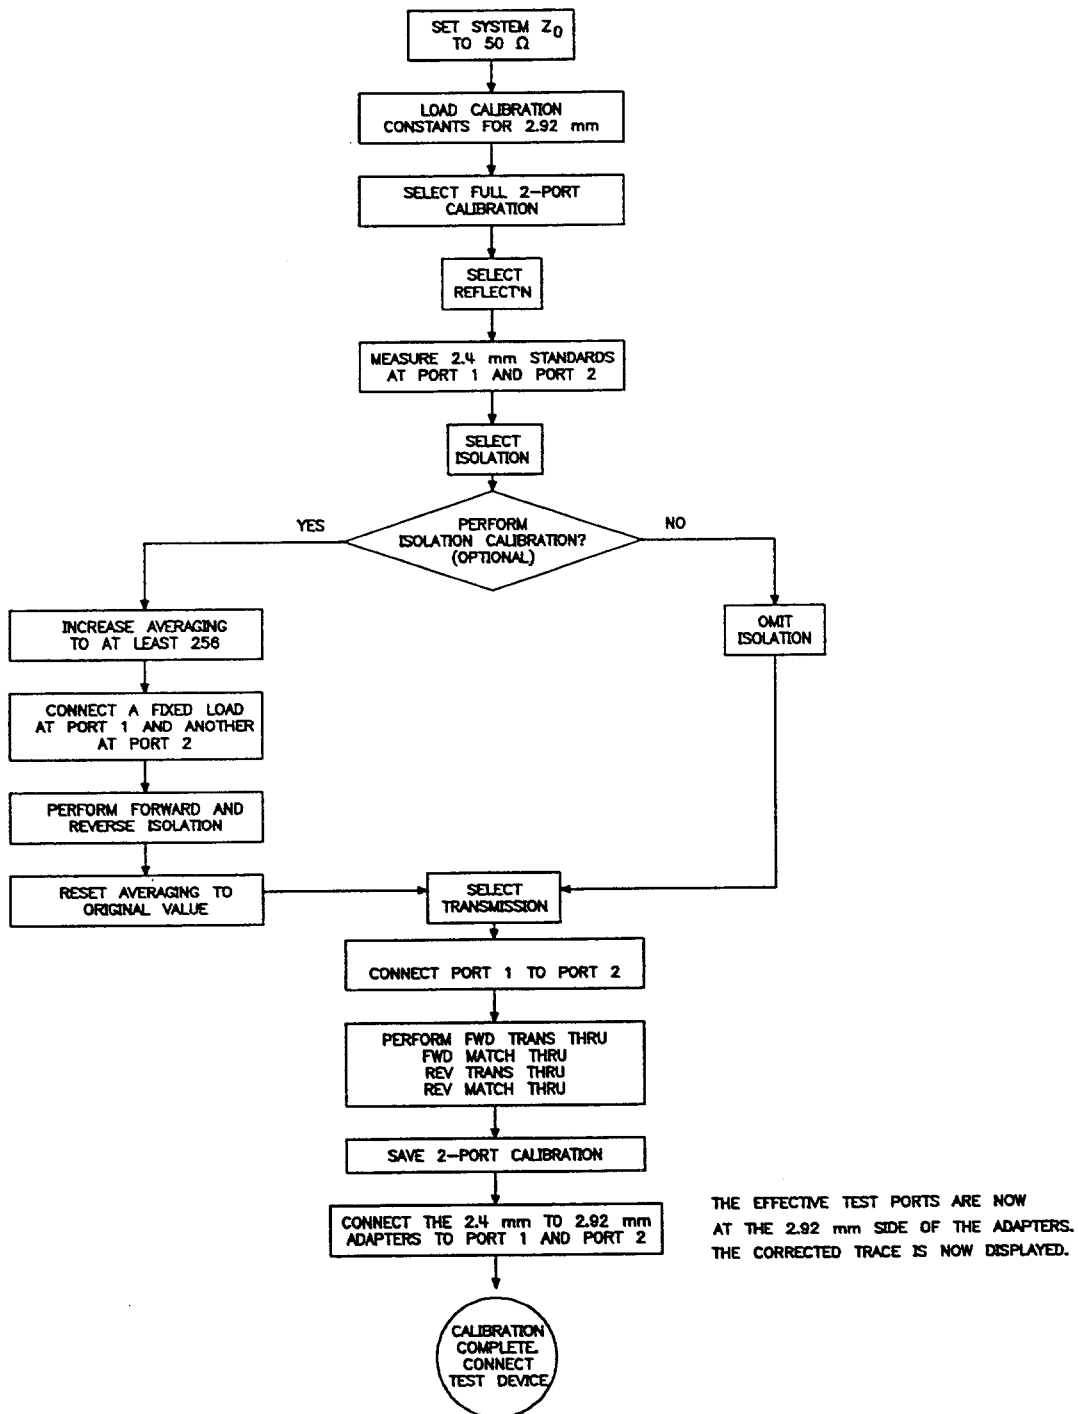 SET SYSTEM Z0
TO 50 Ω
LOAD CALIBRATION
CONSTANTS FOR 2.92 mm
SELECT FULL 2-PORT
CALIBRATION
SELECT
REFLECT'N
MEASURE 2.4 mm STANDARDS
AT PORT 1 AND PORT 2
SELECT
ISOLATION
PERFORM
ISOLATION CALIBRATION?
(OPTIONAL)
YES
NO
INCREASE AVERAGING
TO AT LEAST 256
CONNECT A FIXED LOAD
AT PORT 1 AND ANOTHER
AT PORT 2
PERFORM FORWARD AND
REVERSE ISOLATION
RESET AVERAGING TO
ORIGINAL VALUE
OMIT
ISOLATION
SELECT
TRANSMISSION
CONNECT PORT 1 TO PORT 2
PERFORM FWD TRANS THRU
FWD MATCH THRU
REV TRANS THRU
REV MATCH THRU
SAVE 2-PORT CALIBRATION
CONNECT THE 2.4 mm TO 2.92 mm
ADAPTERS TO PORT 1 AND PORT 2
THE EFFECTIVE TEST PORTS ARE NOW
AT THE 2.92 mm SIDE OF THE ADAPTERS.
THE CORRECTED TRACE IS NOW DISPLAYED.
CALIBRATION
COMPLETE.
CONNECT
TEST DEVICE